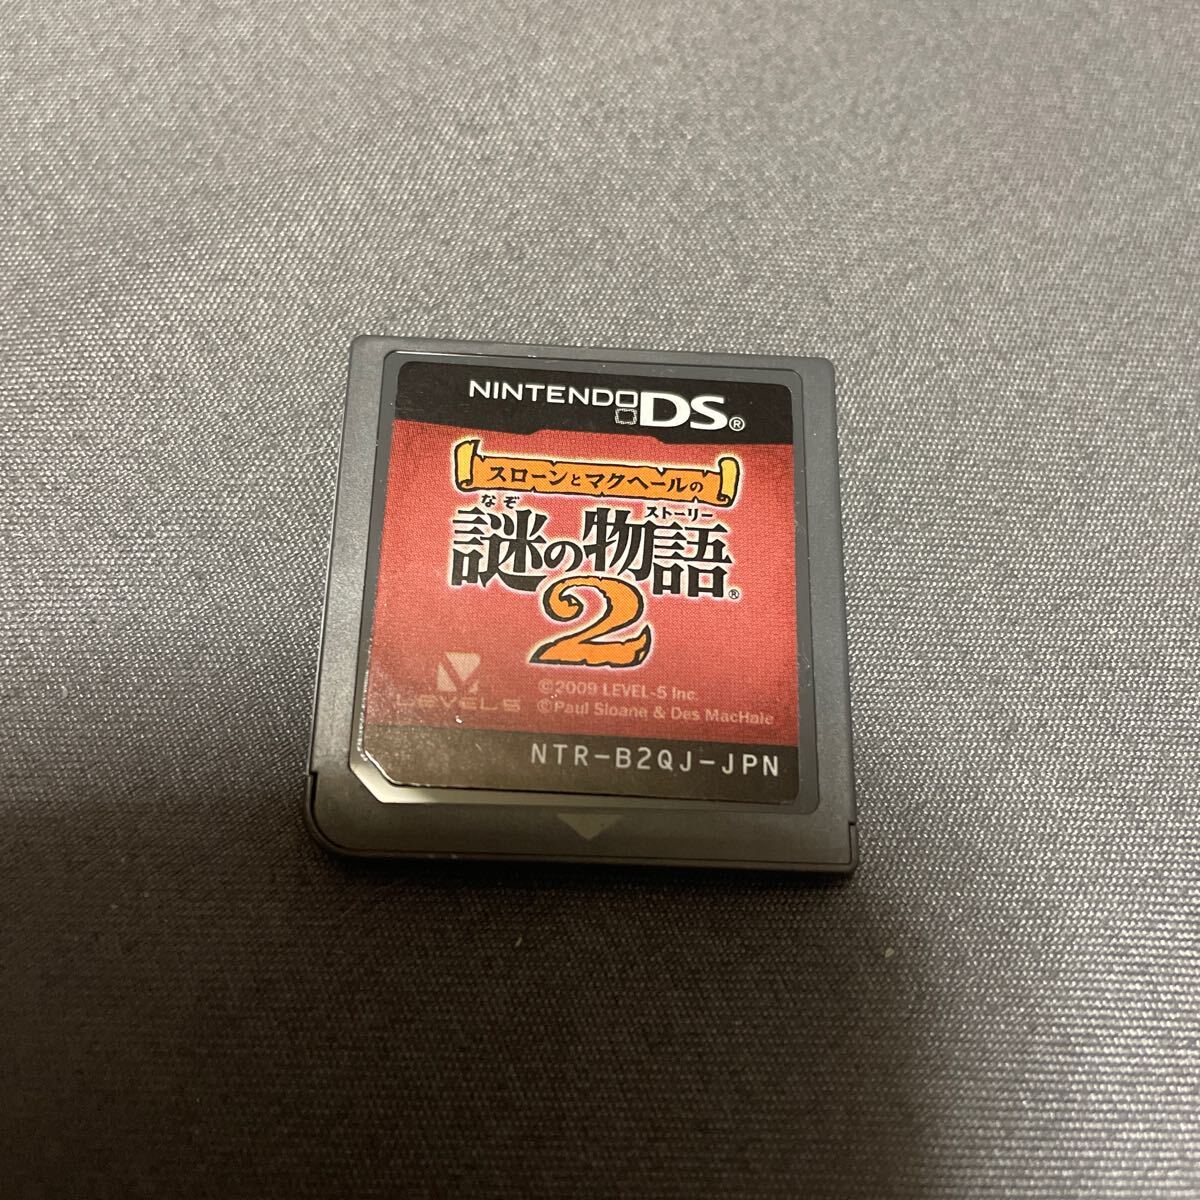 NINTENDO DS®
スローンとマクヘールの
なぞ ストーリー
謎の物語®
2
LEVEL5
©2009 LEVEL-5 Inc.
©Paul Sloane & Des MacHale
NTR-B2QJ-JPN